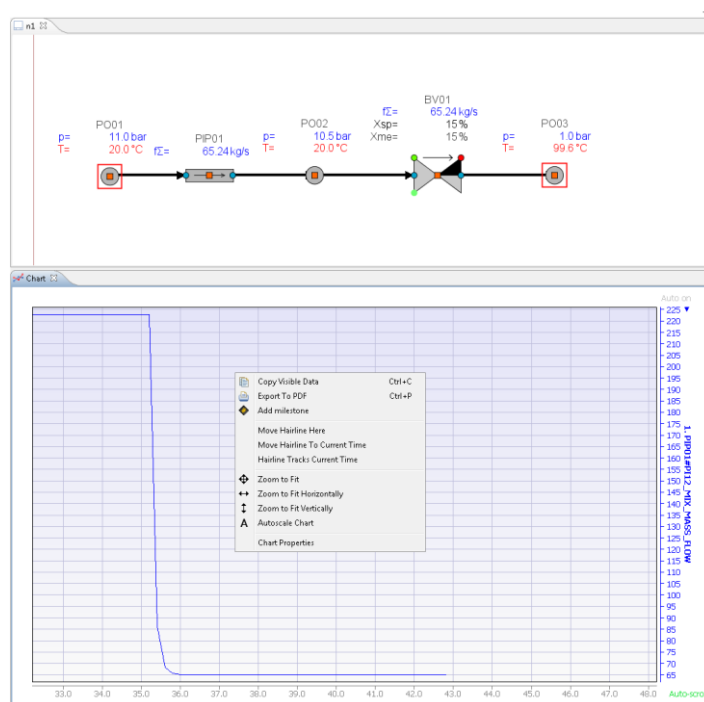 n1
PO01
p= 11.0 bar
T= 20.0 °C
PIP01
fΣ= 65.24 kg/s
PO02
p= 10.5 bar
T= 20.0 °C
BV01
fΣ= 65.24 kg/s
Xsp= 15 %
Xme= 15 %
PO03
p= 1.0 bar
T= 99.6 °C
Chart
Auto on
225
220
215
210
205
200
195
190
185
180
175
170
165
160
155
150
145
140
135
130
125
120
115
110
105
100
95
90
85
80
75
70
65
1. PIP01#PI12_MIX_MASS_FLOW
Copy Visible Data Ctrl+C
Export To PDF Ctrl+P
Add milestone
Move Hairline Here
Move Hairline To Current Time
Hairline Tracks Current Time
Zoom to Fit
Zoom to Fit Horizontally
Zoom to Fit Vertically
A Autoscale Chart
Chart Properties
33.0 34.0 35.0 36.0 37.0 38.0 39.0 40.0 41.0 42.0 43.0 44.0 45.0 46.0 47.0 48.0 Auto-scro